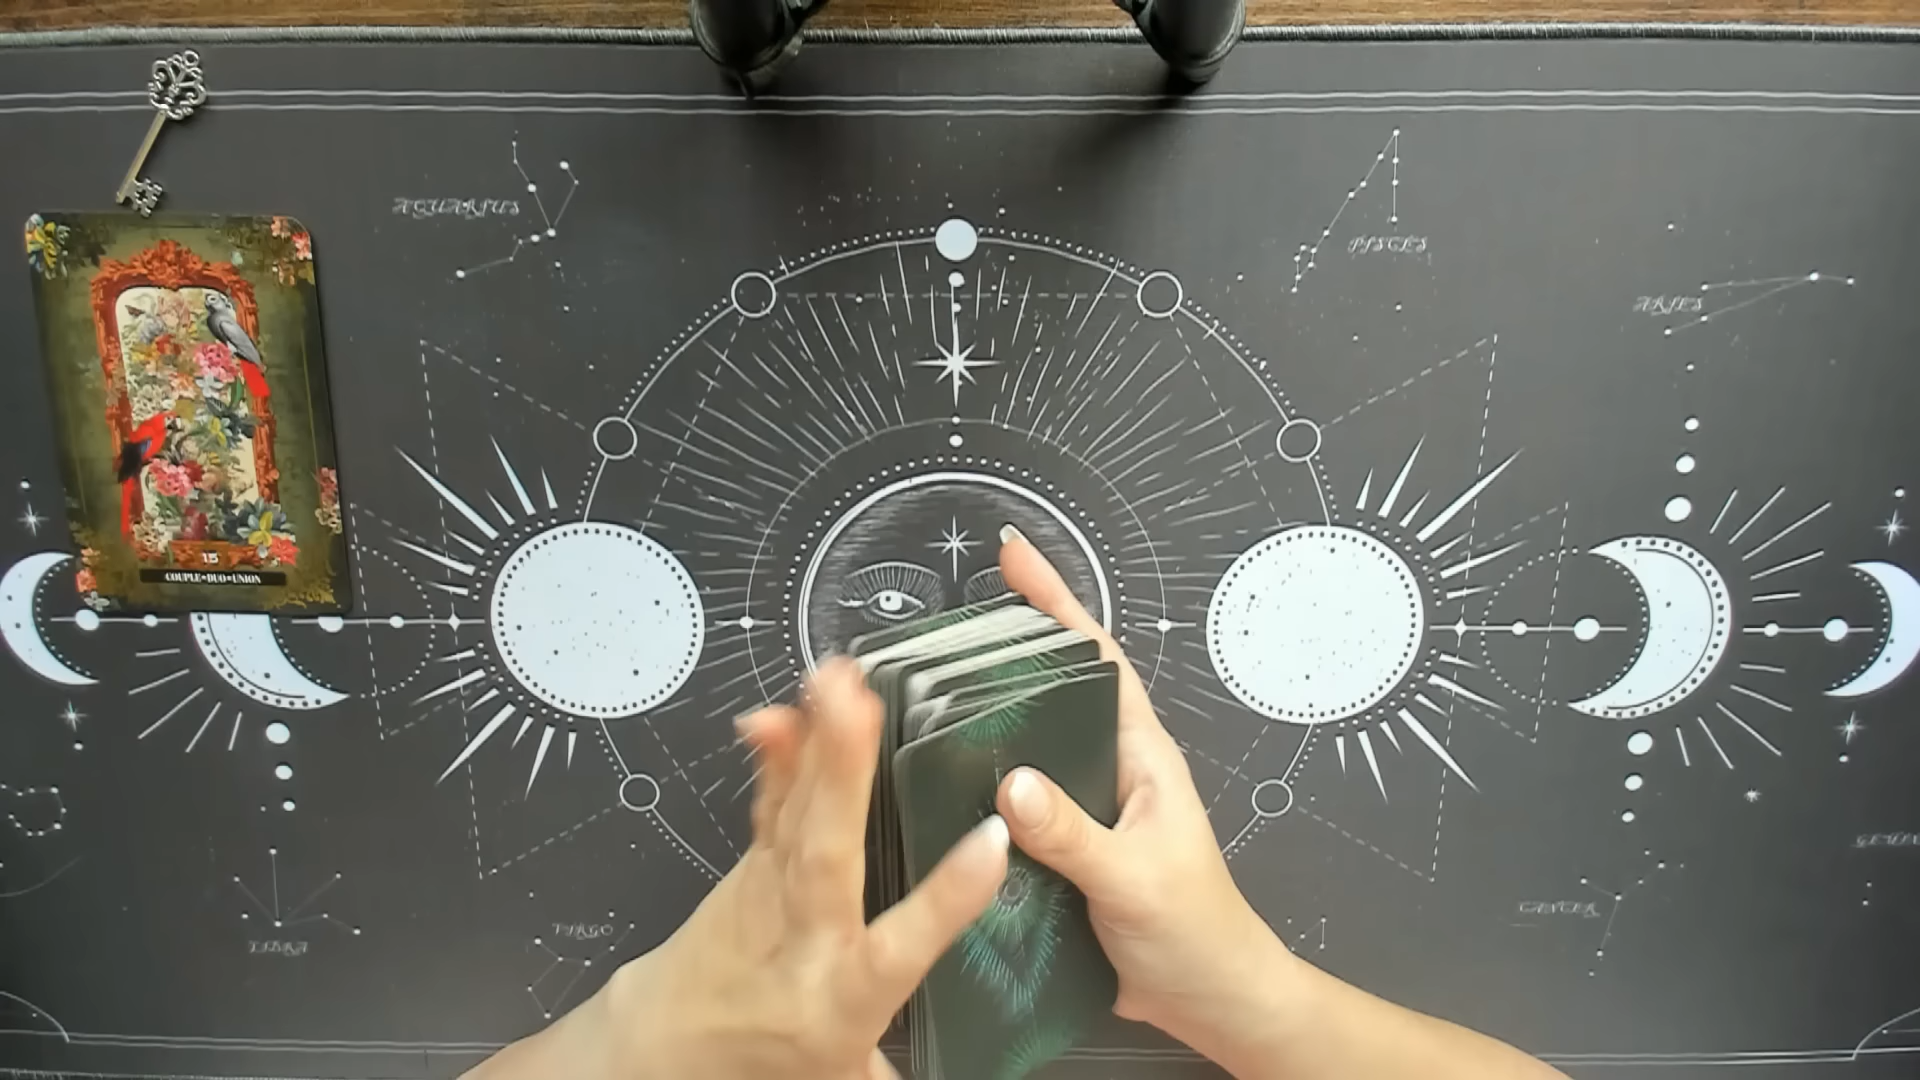 AQUARIUS
PISCES
ARIES
15
COUPLE•DUO•UNION
CANCER
VIRGO
LIBRA